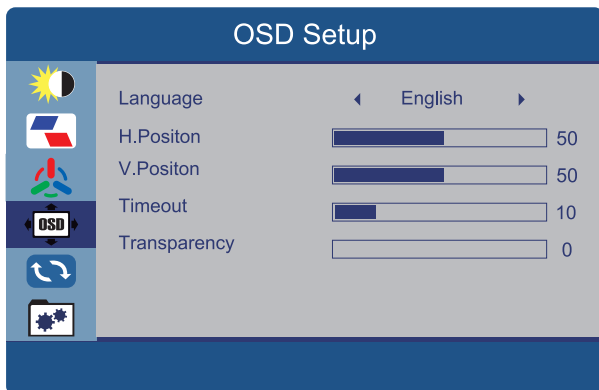 OSD Setup
Language English
H.Positon 50
V.Positon 50
Timeout 10
OSD
Transparency 0